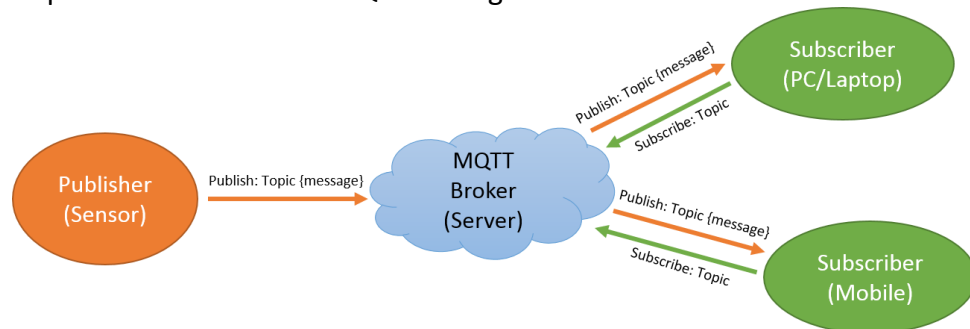 Publisher
(Sensor)
Publish: Topic {message}
MQTT
Broker
(Server)
Publish: Topic {message}
Subscribe: Topic
Subscriber
(PC/Laptop)
Publish: Topic {message}
Subscribe: Topic
Subscriber
(Mobile)